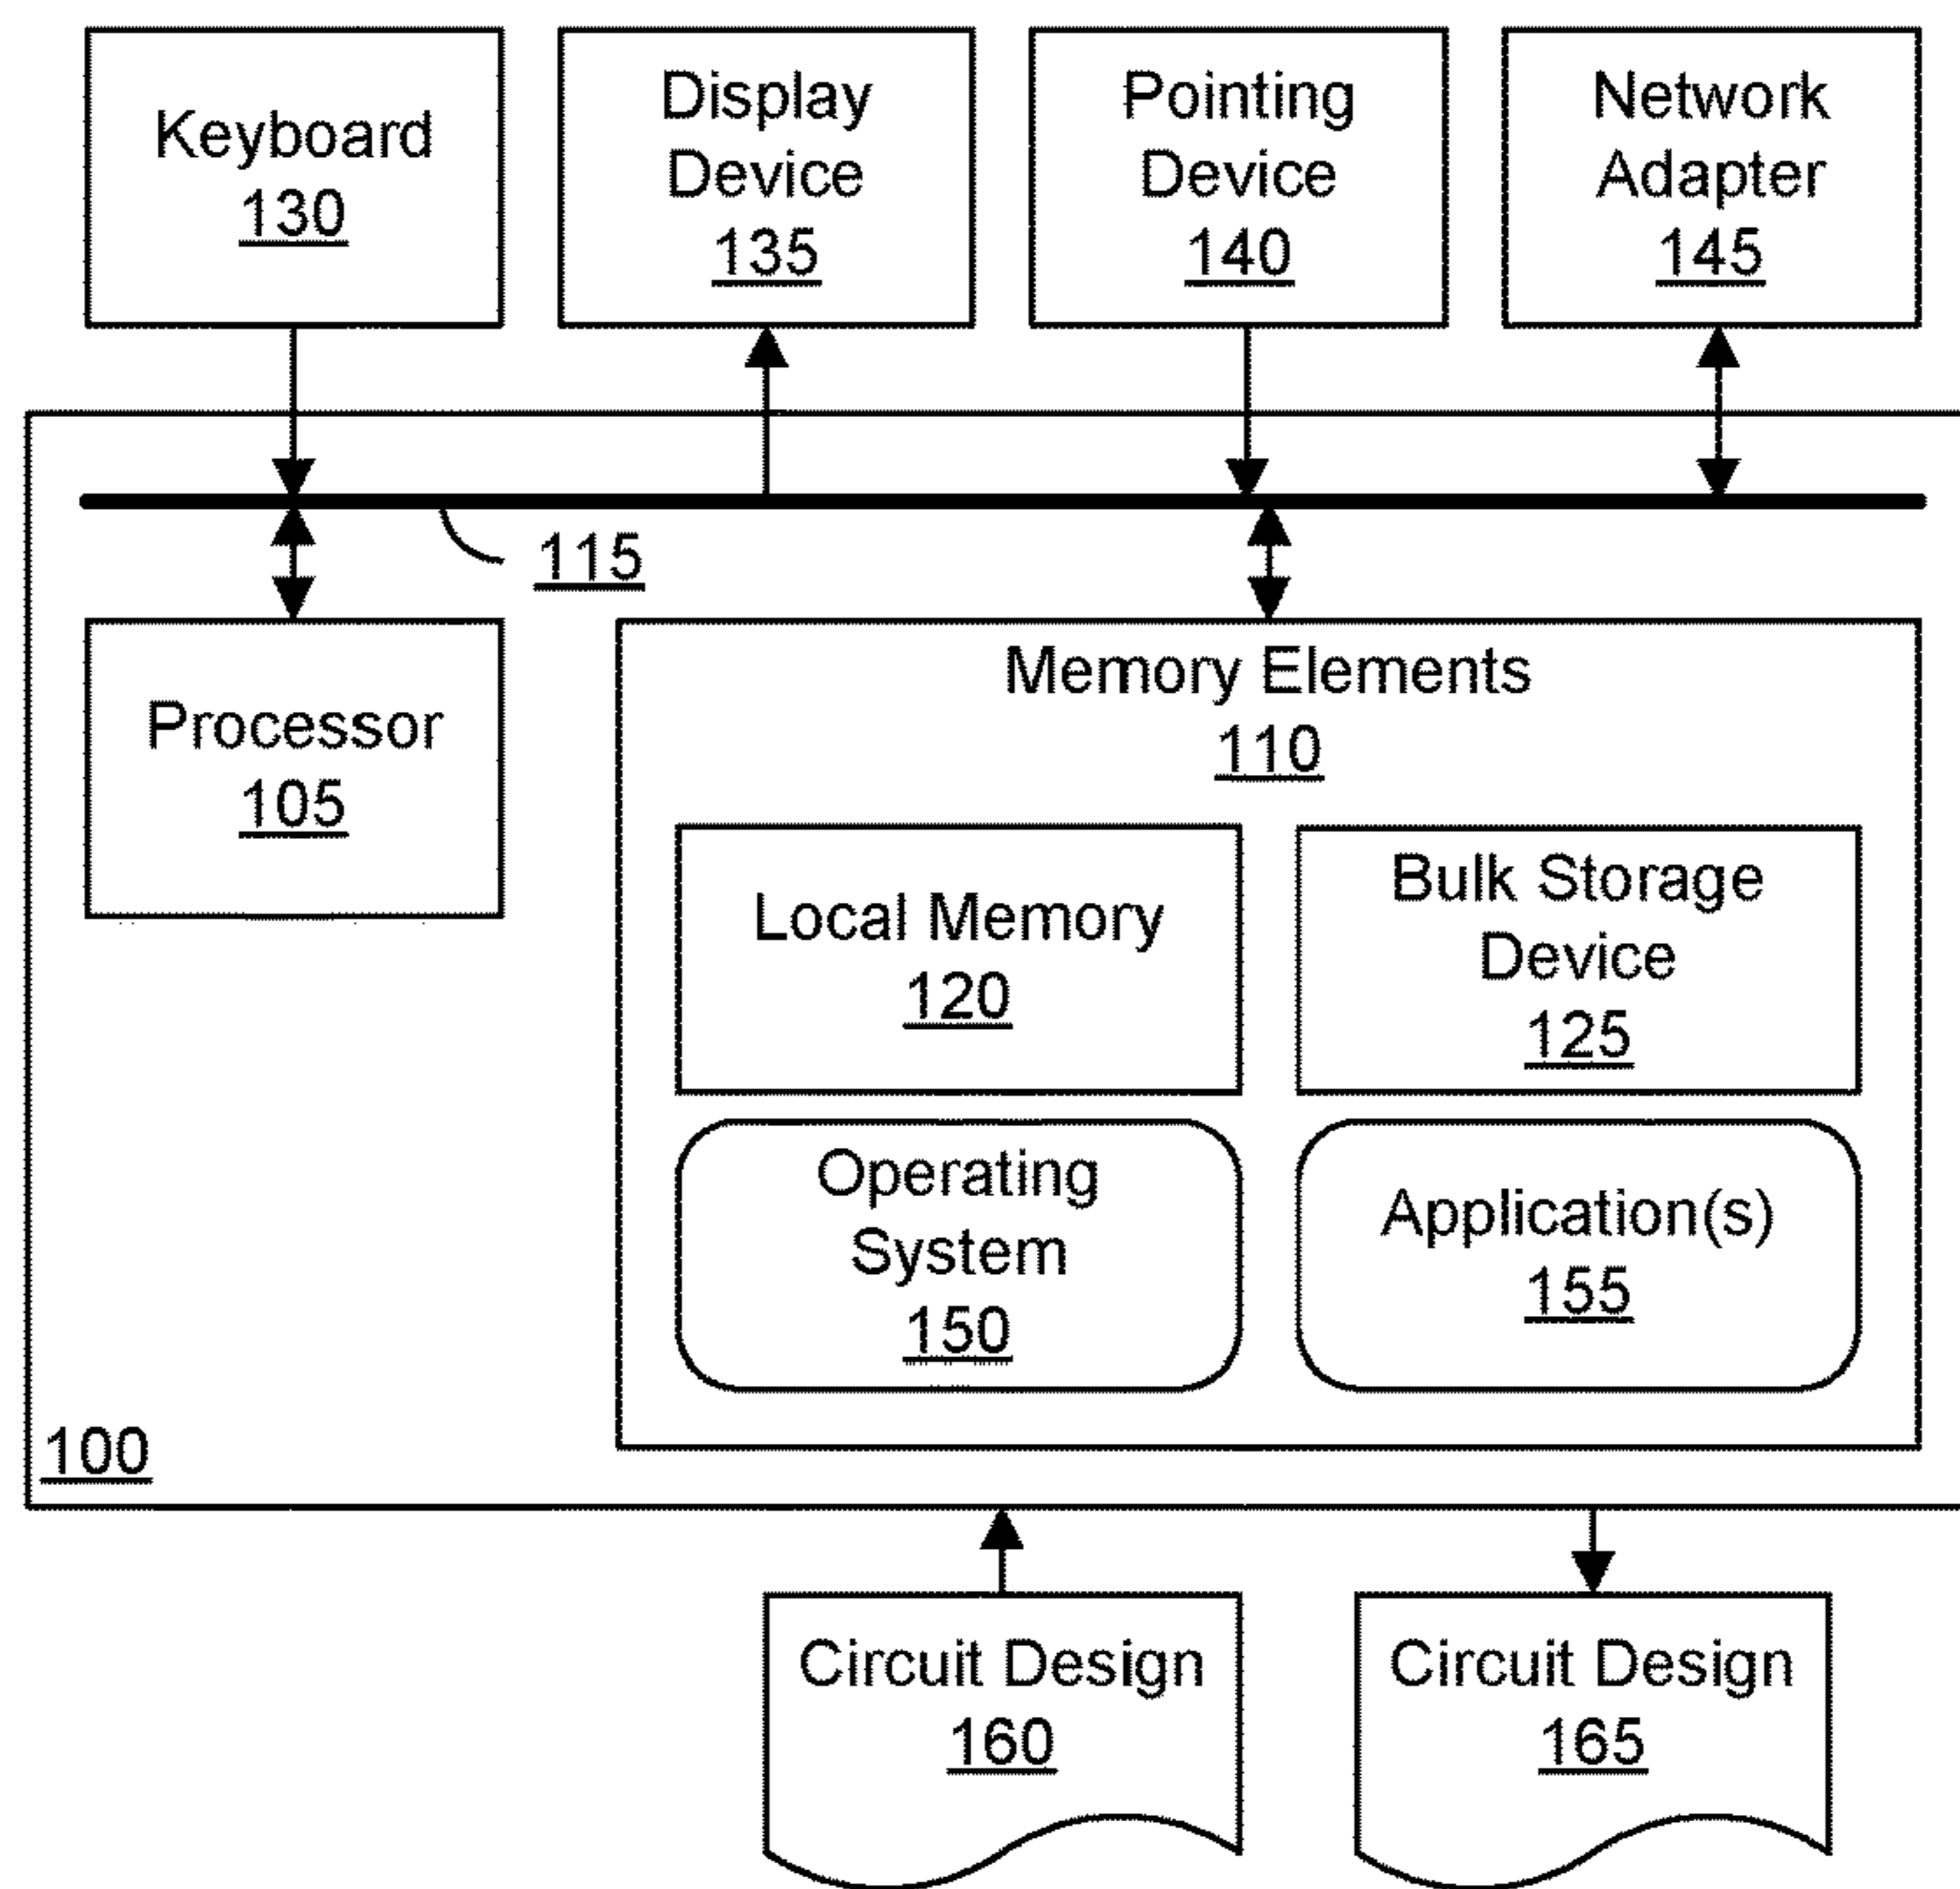 Keyboard
130
Display
Device
135
Pointing
Device
140
Network
Adapter
145
115
Processor
105
Memory Elements
110
Local Memory
120
Bulk Storage
Device
125
Operating
System
150
Application(s)
155
100
Circuit Design
160
Circuit Design
165